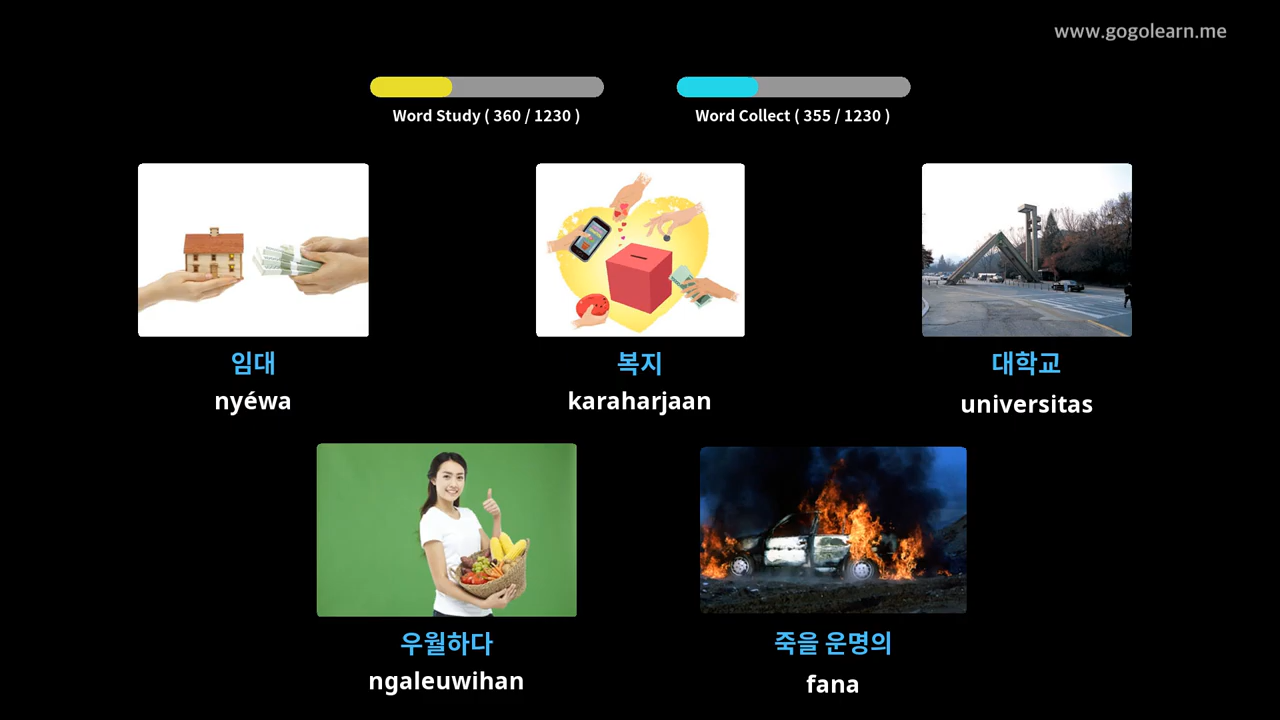 www.gogolearn.me
Word Study ( 360 / 1230 )
Word Collect ( 355 / 1230 )
임대
nyéwa
복지
karaharjaan
대학교
universitas
우월하다
ngaleuwihan
죽을 운명의
fana